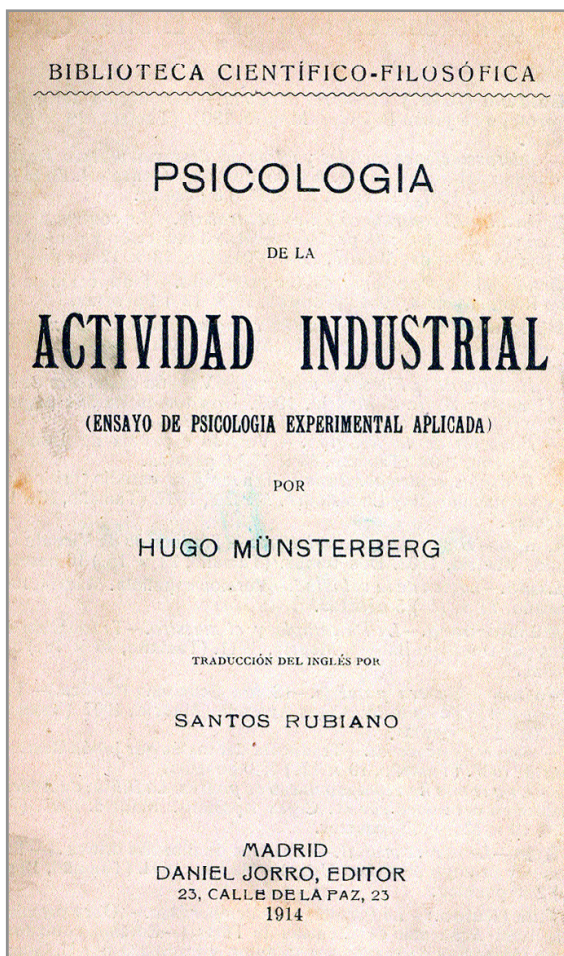 BIBLIOTECA CIENTÍFICO-FILOSÓFICA
PSICOLOGIA
DE LA
ACTIVIDAD INDUSTRIAL
(ENSAYO DE PSICOLOGIA EXPERIMENTAL APLICADA)
POR
HUGO MÜNSTERBERG
TRADUCCIÓN DEL INGLÉS POR
SANTOS RUBIANO
MADRID
DANIEL JORRO, EDITOR
23, CALLE DE LA PAZ, 23
1914